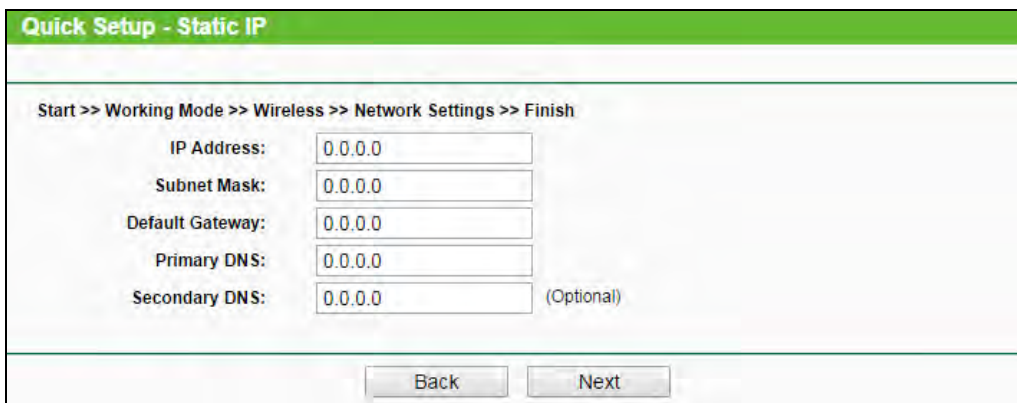 Quick Setup - Static IP
Start >> Working Mode >> Wireless >> Network Settings >> Finish
IP Address: 0.0.0.0
Subnet Mask: 0.0.0.0
Default Gateway: 0.0.0.0
Primary DNS: 0.0.0.0
Secondary DNS: 0.0.0.0 (Optional)
Back Next